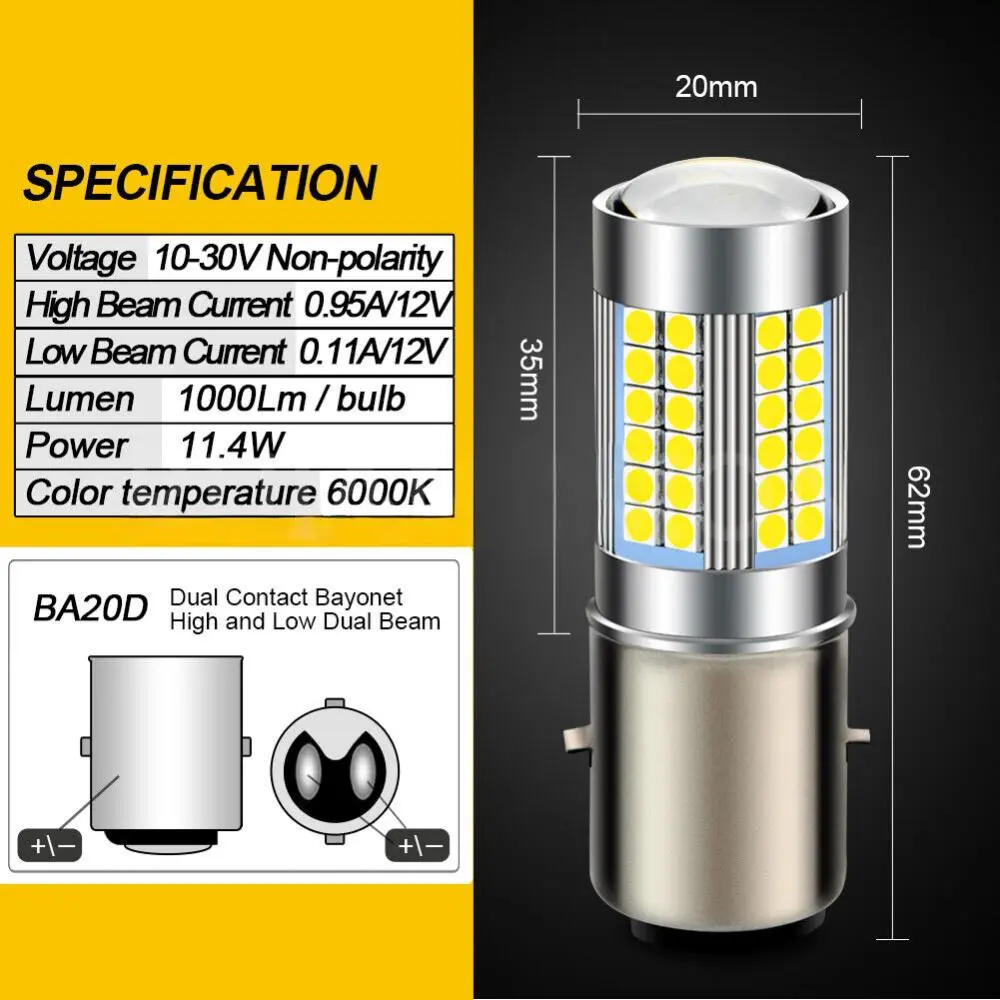 SPECIFICATION
Voltage 10-30V Non-polarity
High Beam Current 0.95A/12V
Low Beam Current 0.11A/12V
Lumen 1000Lm / bulb
Power 11.4W
Color temperature 6000K
BA20D
Dual Contact Bayonet
High and Low Dual Beam
+\−
+\−
20mm
35mm
62mm